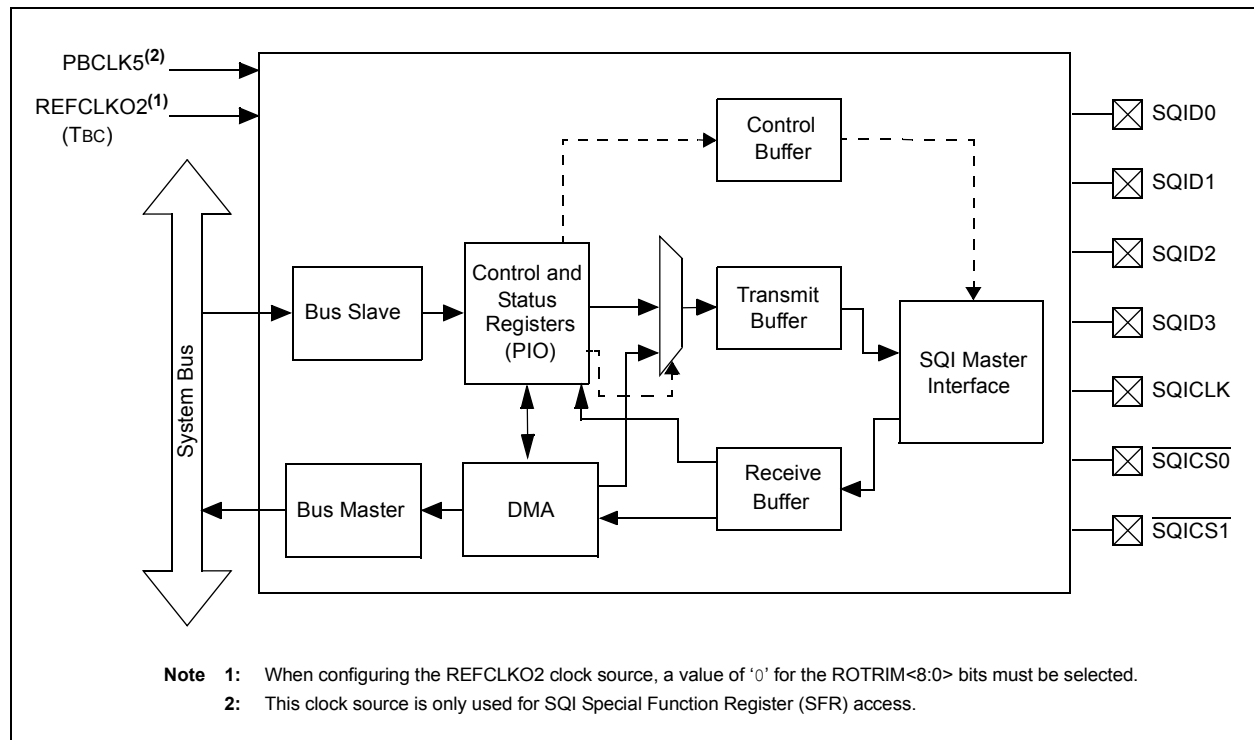 PBCLK5(2)
REFCLKO2(1)
(TBC)
System Bus
Bus Slave
Control and
Status
Registers
(PIO)
Control
Buffer
Transmit
Buffer
SQI Master
Interface
Bus Master
DMA
Receive
Buffer
SQID0
SQID1
SQID2
SQID3
SQICLK
SQICS0
SQICS1
Note 1: When configuring the REFCLKO2 clock source, a value of ‘0’ for the ROTRIM<8:0> bits must be selected.
2: This clock source is only used for SQI Special Function Register (SFR) access.